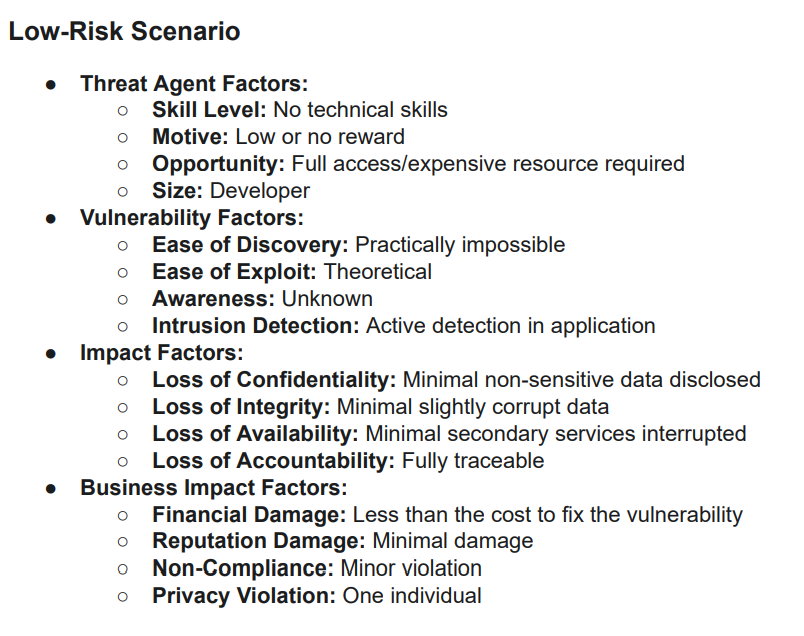 Low-Risk Scenario
● Threat Agent Factors:
○ Skill Level: No technical skills
○ Motive: Low or no reward
○ Opportunity: Full access/expensive resource required
○ Size: Developer
● Vulnerability Factors:
○ Ease of Discovery: Practically impossible
○ Ease of Exploit: Theoretical
○ Awareness: Unknown
○ Intrusion Detection: Active detection in application
● Impact Factors:
○ Loss of Confidentiality: Minimal non-sensitive data disclosed
○ Loss of Integrity: Minimal slightly corrupt data
○ Loss of Availability: Minimal secondary services interrupted
○ Loss of Accountability: Fully traceable
● Business Impact Factors:
○ Financial Damage: Less than the cost to fix the vulnerability
○ Reputation Damage: Minimal damage
○ Non-Compliance: Minor violation
○ Privacy Violation: One individual